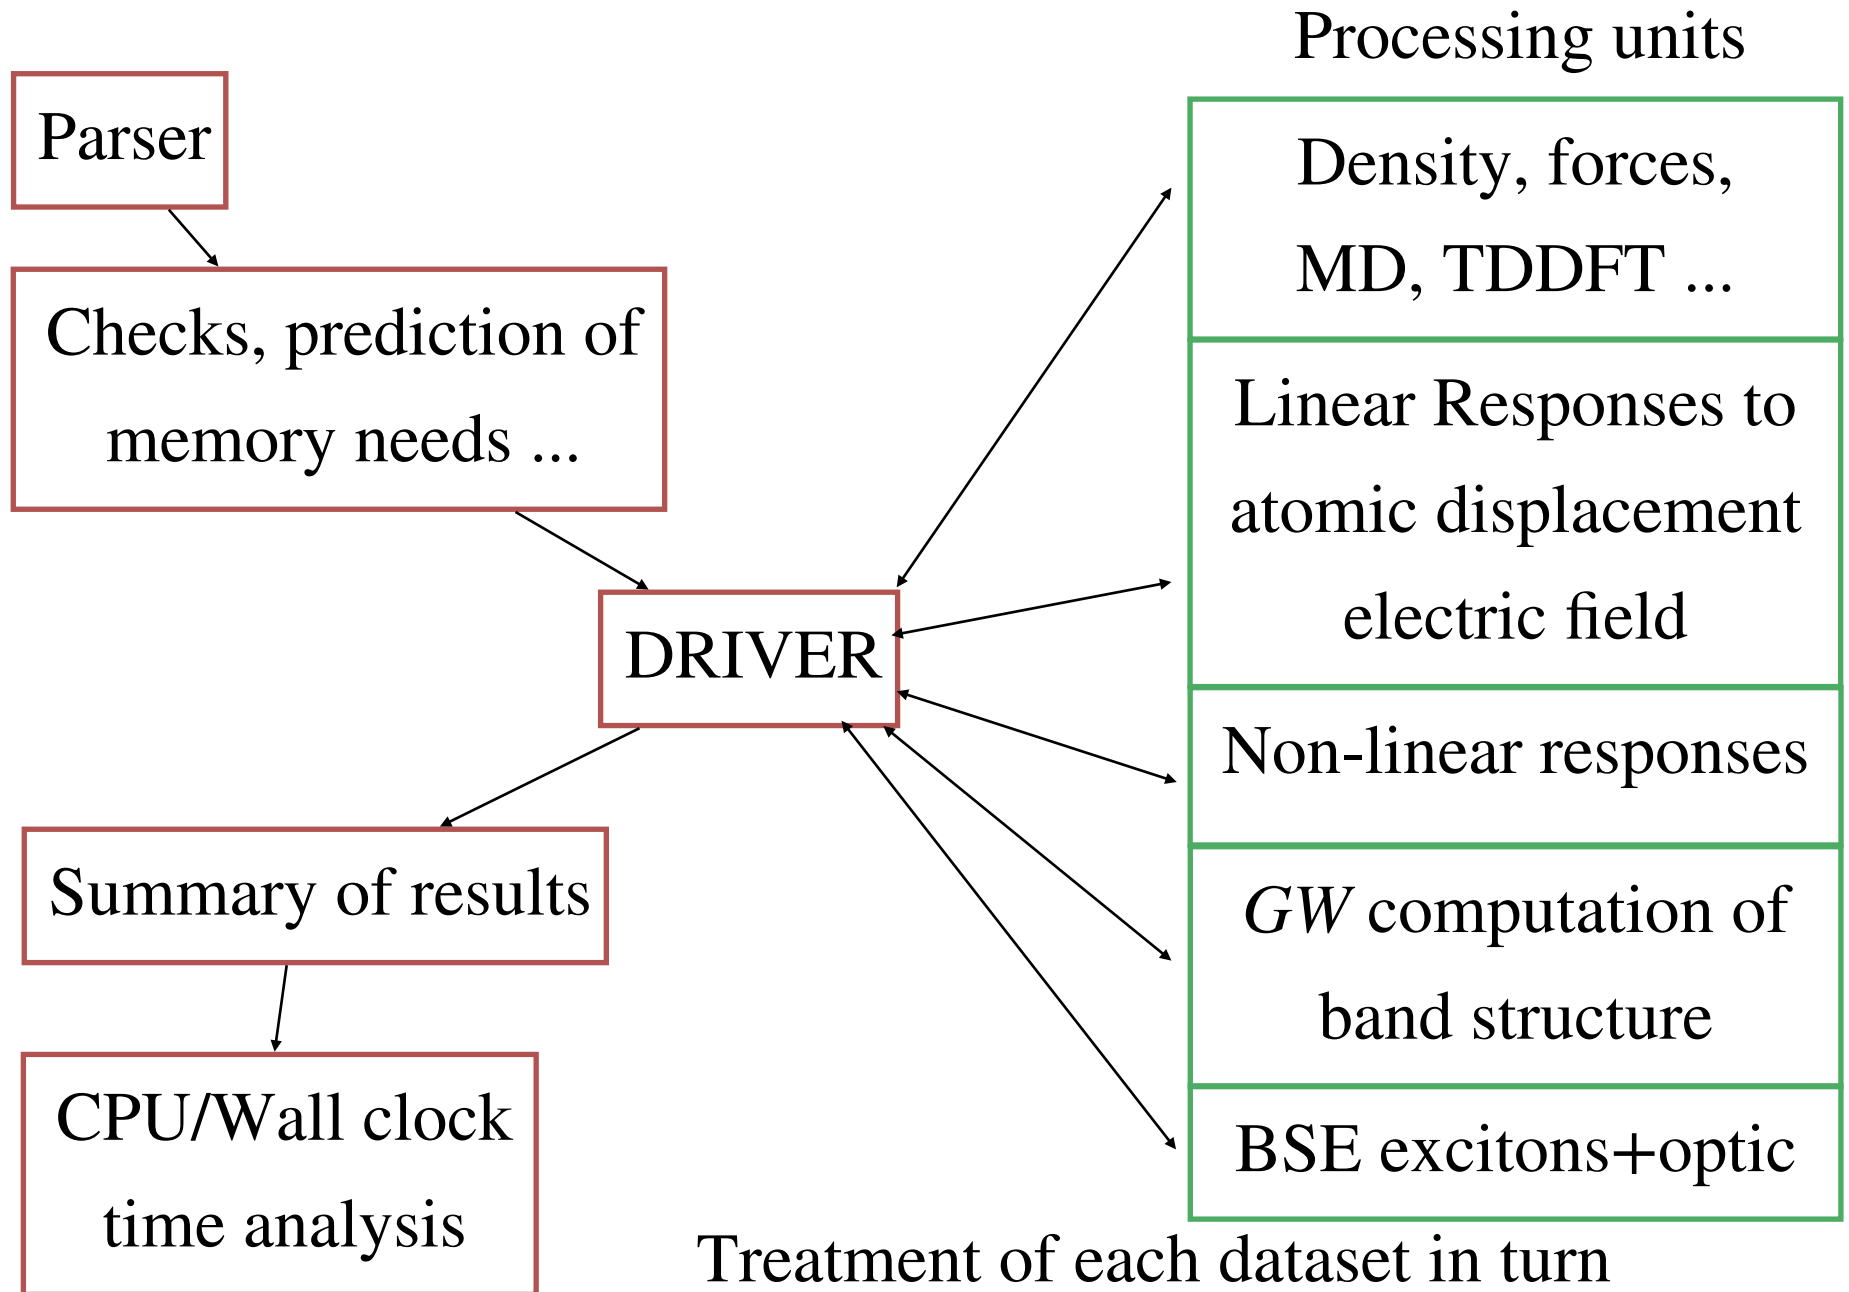 Processing units
Parser
Checks, prediction of
memory needs ...
DRIVER
Summary of results
CPU/Wall clock
time analysis
Density, forces,
MD, TDDFT ...
Linear Responses to
atomic displacement
electric field
Non-linear responses
GW computation of
band structure
BSE excitons+optic
Treatment of each dataset in turn